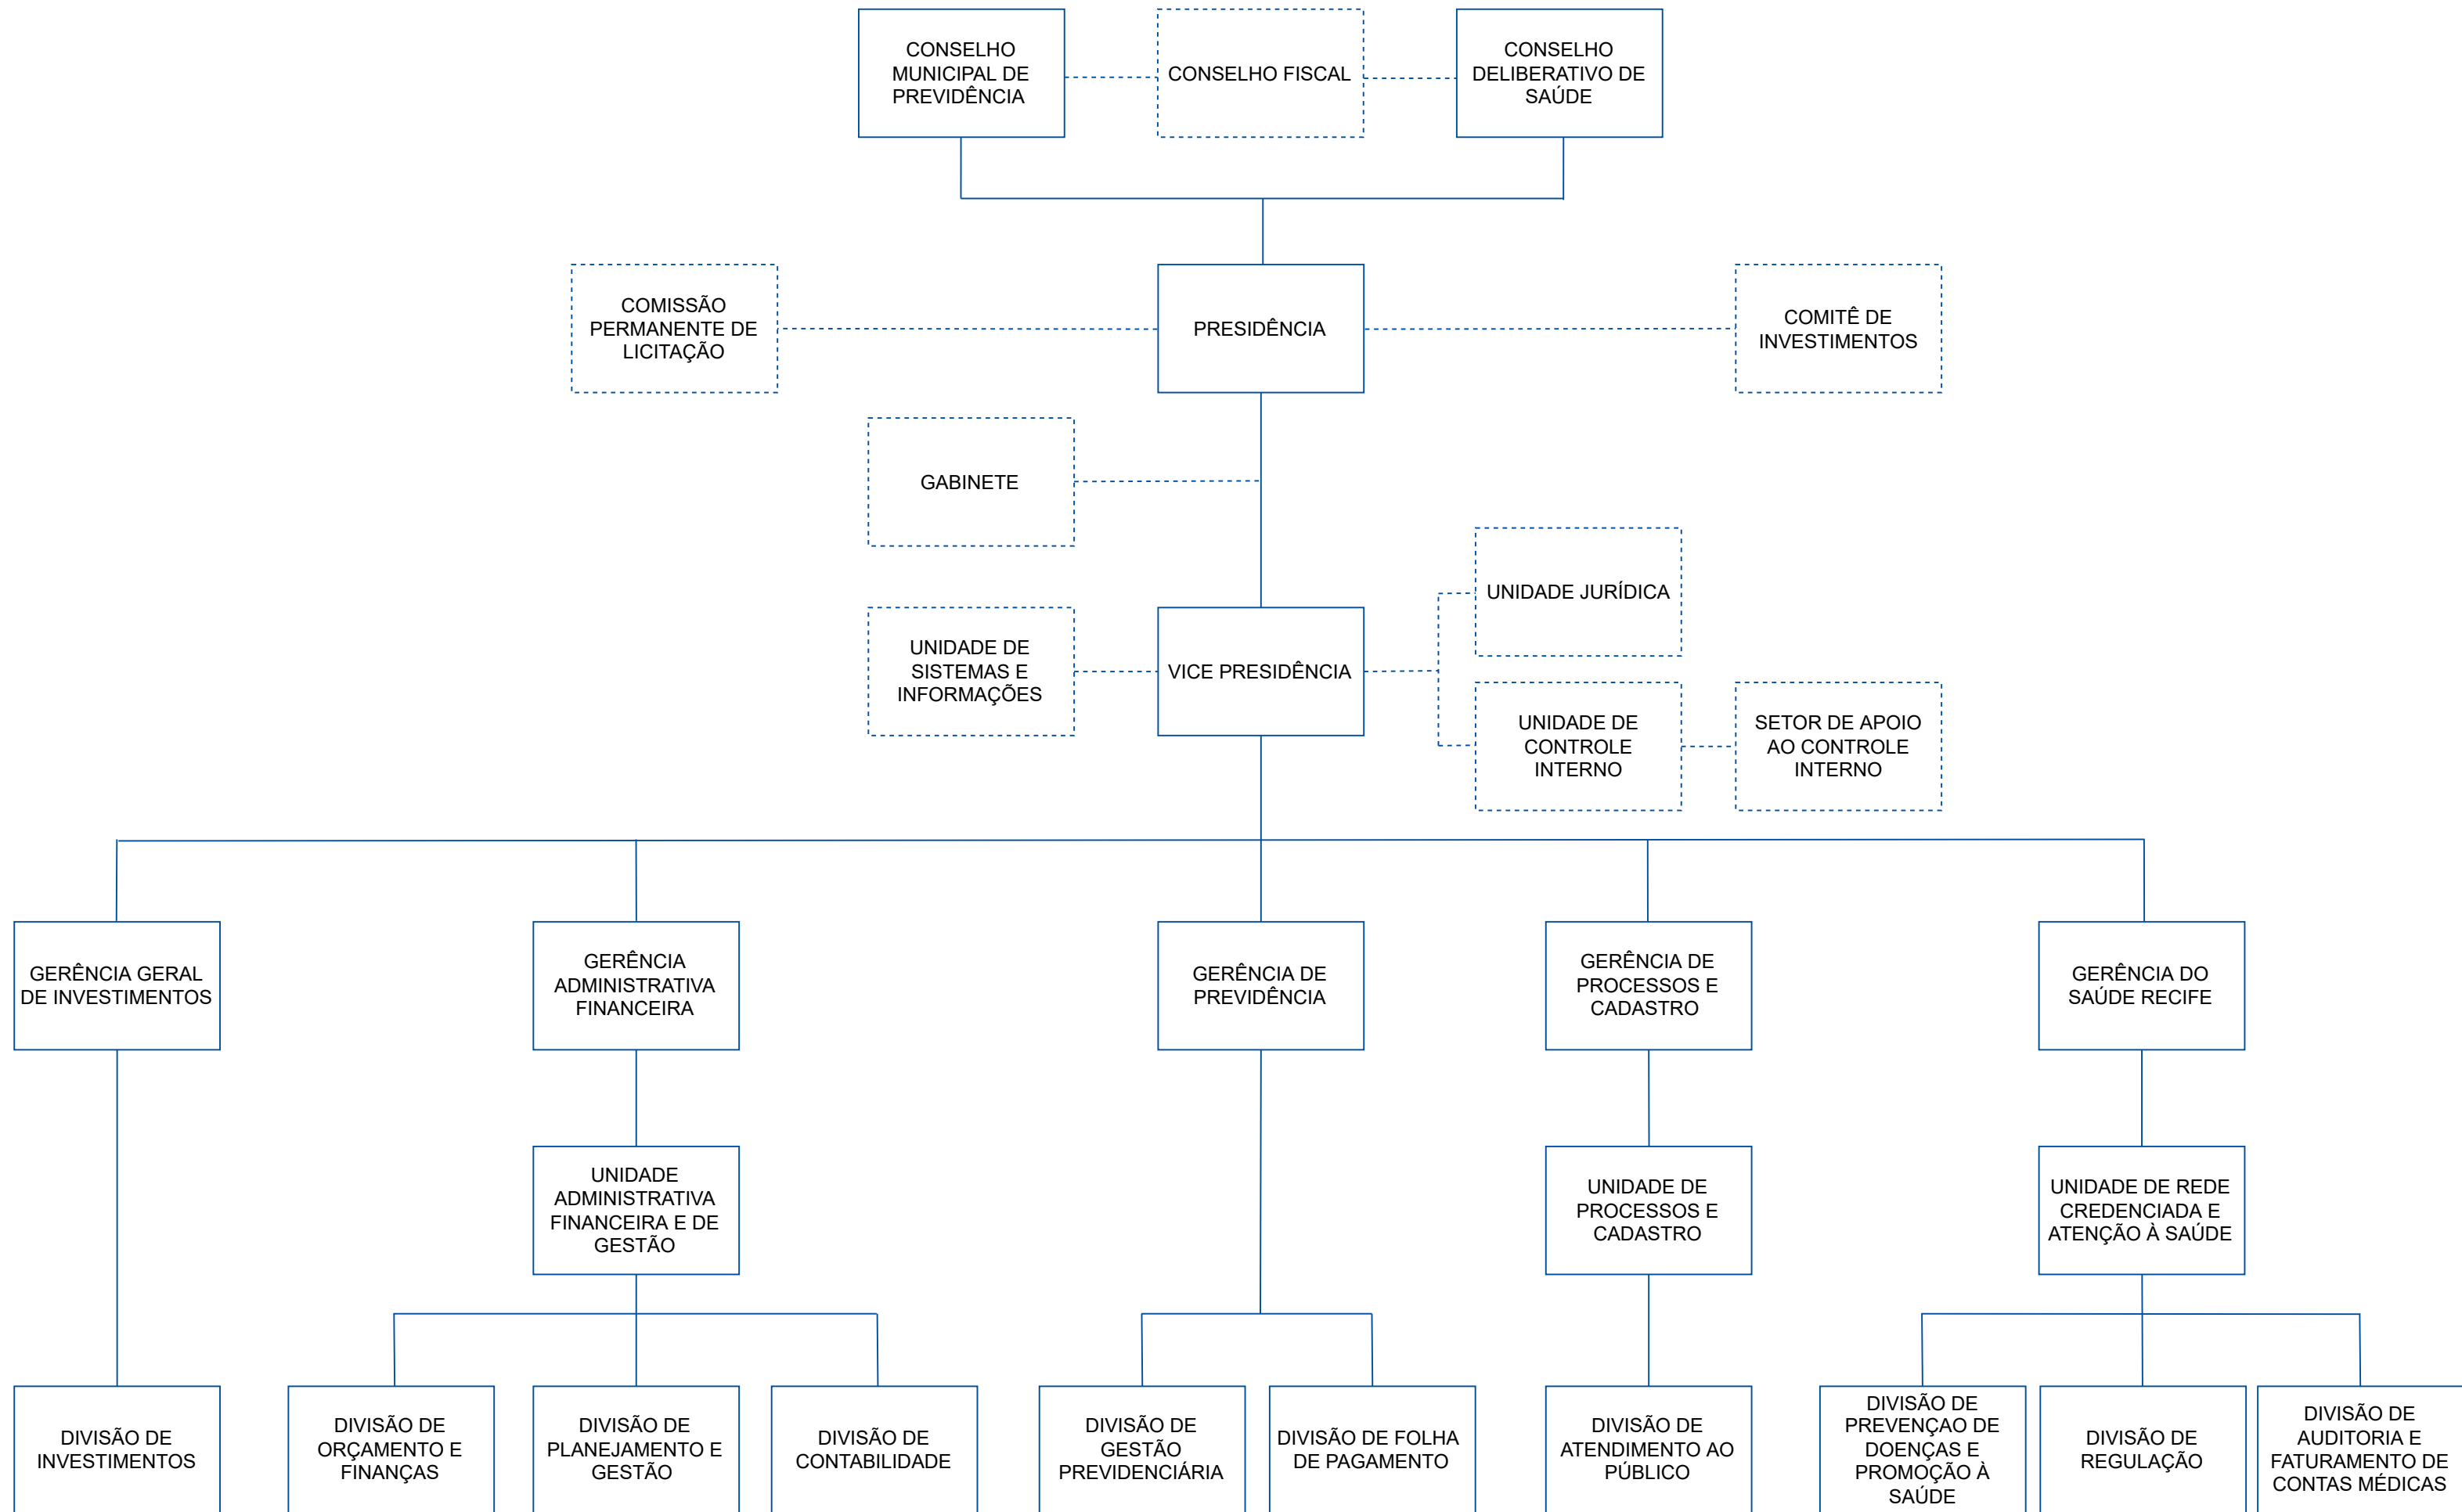 CONSELHO
MUNICIPAL DE
PREVIDÊNCIA
CONSELHO FISCAL
CONSELHO
DELIBERATIVO DE
SAÚDE
COMISSÃO
PERMANENTE DE
LICITAÇÃO
PRESIDÊNCIA
COMITÊ DE
INVESTIMENTOS
GABINETE
UNIDADE JURÍDICA
UNIDADE DE
SISTEMAS E
INFORMAÇÕES
VICE PRESIDÊNCIA
UNIDADE DE
CONTROLE
INTERNO
SETOR DE APOIO
AO CONTROLE
INTERNO
GERÊNCIA GERAL
DE INVESTIMENTOS
GERÊNCIA
ADMINISTRATIVA
FINANCEIRA
GERÊNCIA DE
PREVIDÊNCIA
GERÊNCIA DE
PROCESSOS E
CADASTRO
GERÊNCIA DO
SAÚDE RECIFE
UNIDADE
ADMINISTRATIVA
FINANCEIRA E DE
GESTÃO
UNIDADE DE
PROCESSOS E
CADASTRO
UNIDADE DE REDE
CREDENCIADA E
ATENÇÃO À SAÚDE
DIVISÃO DE
INVESTIMENTOS
DIVISÃO DE
ORÇAMENTO E
FINANÇAS
DIVISÃO DE
PLANEJAMENTO E
GESTÃO
DIVISÃO DE
CONTABILIDADE
DIVISÃO DE
GESTÃO
PREVIDENCIÁRIA
DIVISÃO DE FOLHA
DE PAGAMENTO
DIVISÃO DE
ATENDIMENTO AO
PÚBLICO
DIVISÃO DE
PREVENÇAO DE
DOENÇAS E
PROMOÇÃO À
SAÚDE
DIVISÃO DE
REGULAÇÃO
DIVISÃO DE
AUDITORIA E
FATURAMENTO DE
CONTAS MÉDICAS